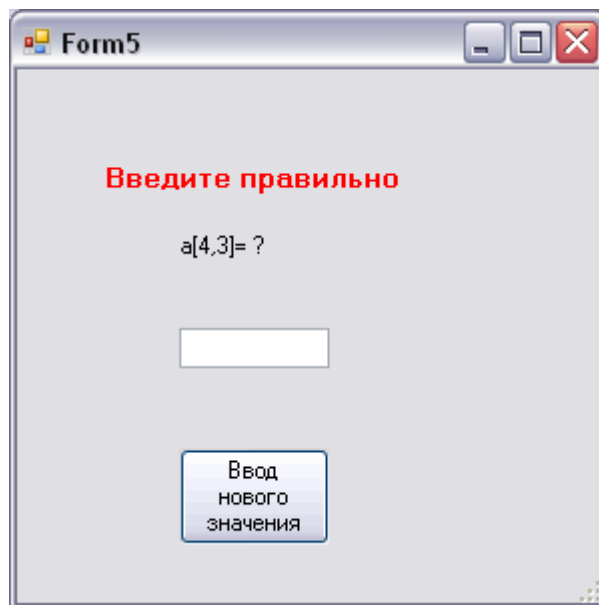 Form5
Введите правильно
a[4,3]= ?
Ввод
нового
значения